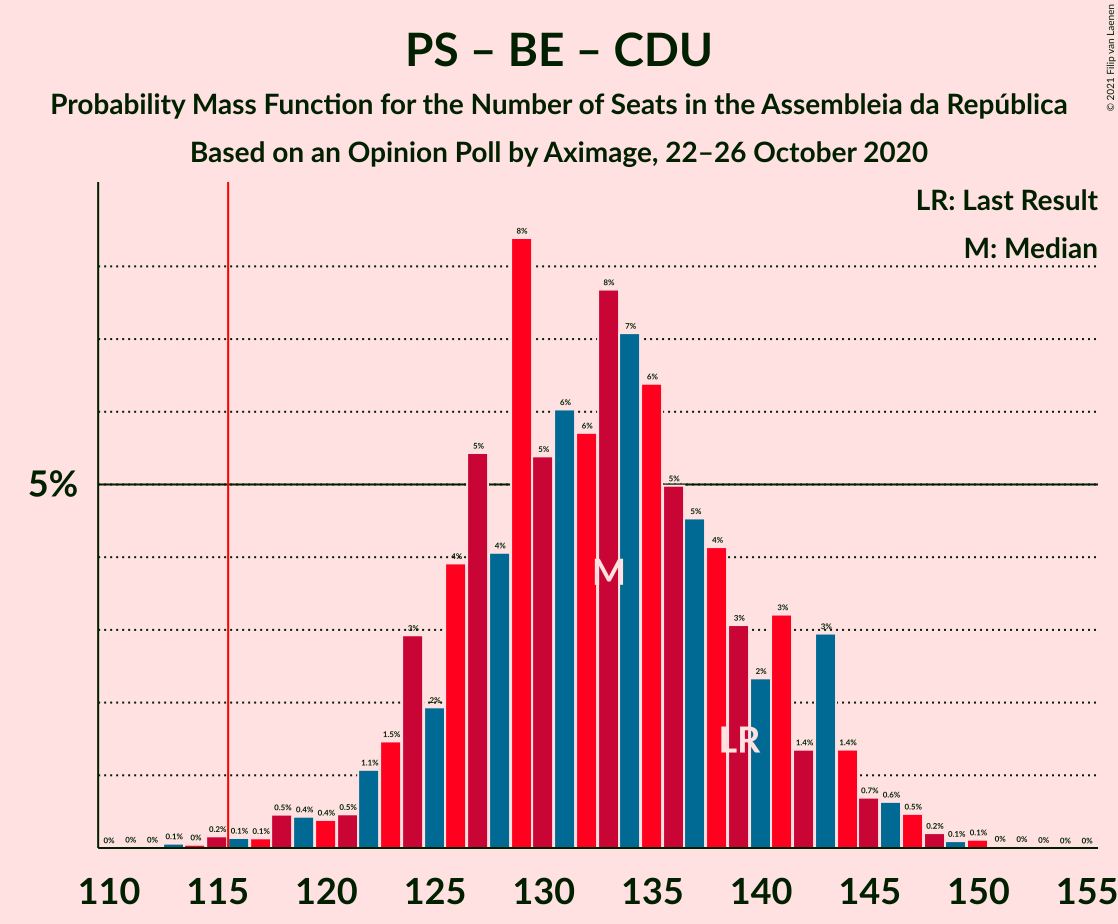 PS – BE – CDU
Probability Mass Function for the Number of Seats in the Assembleia da República
Based on an Opinion Poll by Aximage, 22–26 October 2020
© 2021 Filip van Laenen
LR: Last Result
M: Median
5%
0% 0% 0% 0.1% 0% 0.2% 0.1% 0.1% 0.5% 0.4% 0.4% 0.5% 1.1% 1.5% 3% 2% 4% 5% 4% 8% 5% 6% 6% 8% 7% 6% 5% 5% 4% 3% 2% 3% 1.4% 3% 1.4% 0.7% 0.6% 0.5% 0.2% 0.1% 0.1% 0% 0% 0% 0% 0%
M
LR
110 115 120 125 130 135 140 145 150 155